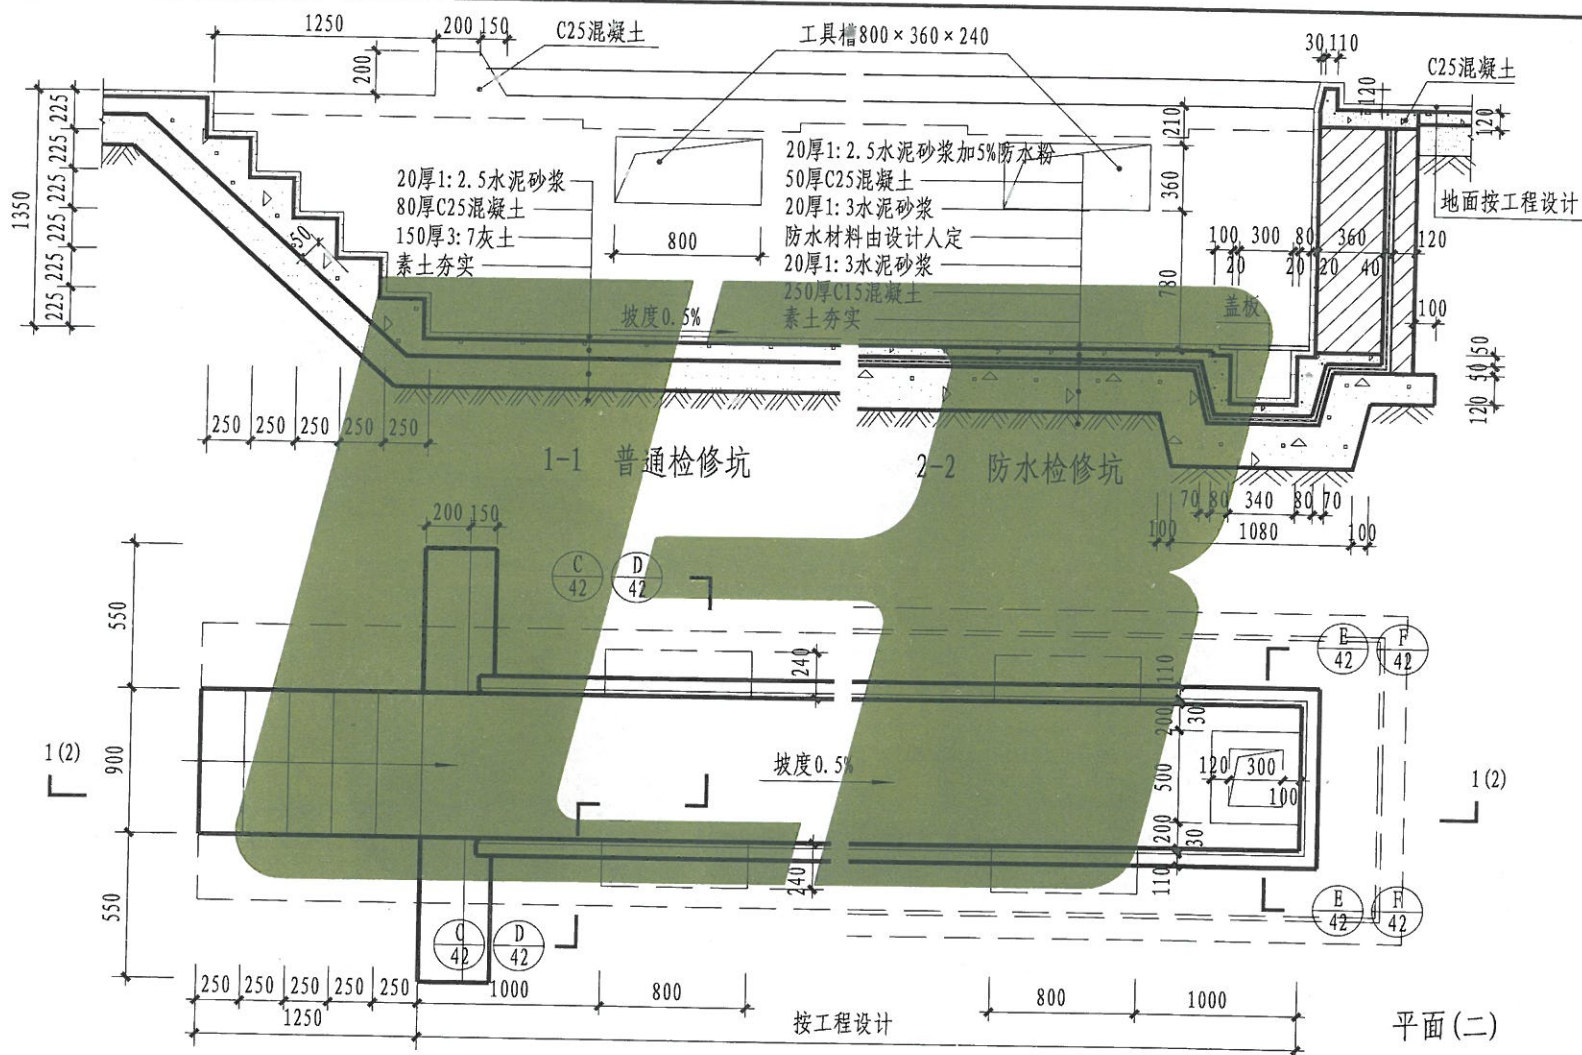 1250
200 150
C25混凝土
工具槽800×360×240
30 110
C25混凝土
200
120
120
225
225
225
225
225
225
1350
50
210
360
780
20厚1:2.5水泥砂浆
80厚C25混凝土
150厚3:7灰土
素土夯实
800
20厚1:2.5水泥砂浆加5%防水粉
50厚C25混凝土
20厚1:3水泥砂浆
防水材料由设计人定
20厚1:3水泥砂浆
250厚C15混凝土
素土夯实
地面按工程设计
100 300 80 360 120
20 20 20 40
盖板
100
坡度0.5%
50
50
120
250 250 250 250 250
1-1 普通检修坑
2-2 防水检修坑
70 80 340 80 70
100 1080 100
200 150
C
42
D
42
550
900
550
240
110
200
30
500
200
30
110
E
42
F
42
1(2)
坡度0.5%
120 300
100
1(2)
240
C
42
D
42
E
42
F
42
250 250 250 250 250 1000 800
800 1000
1250
按工程设计
平面(二)